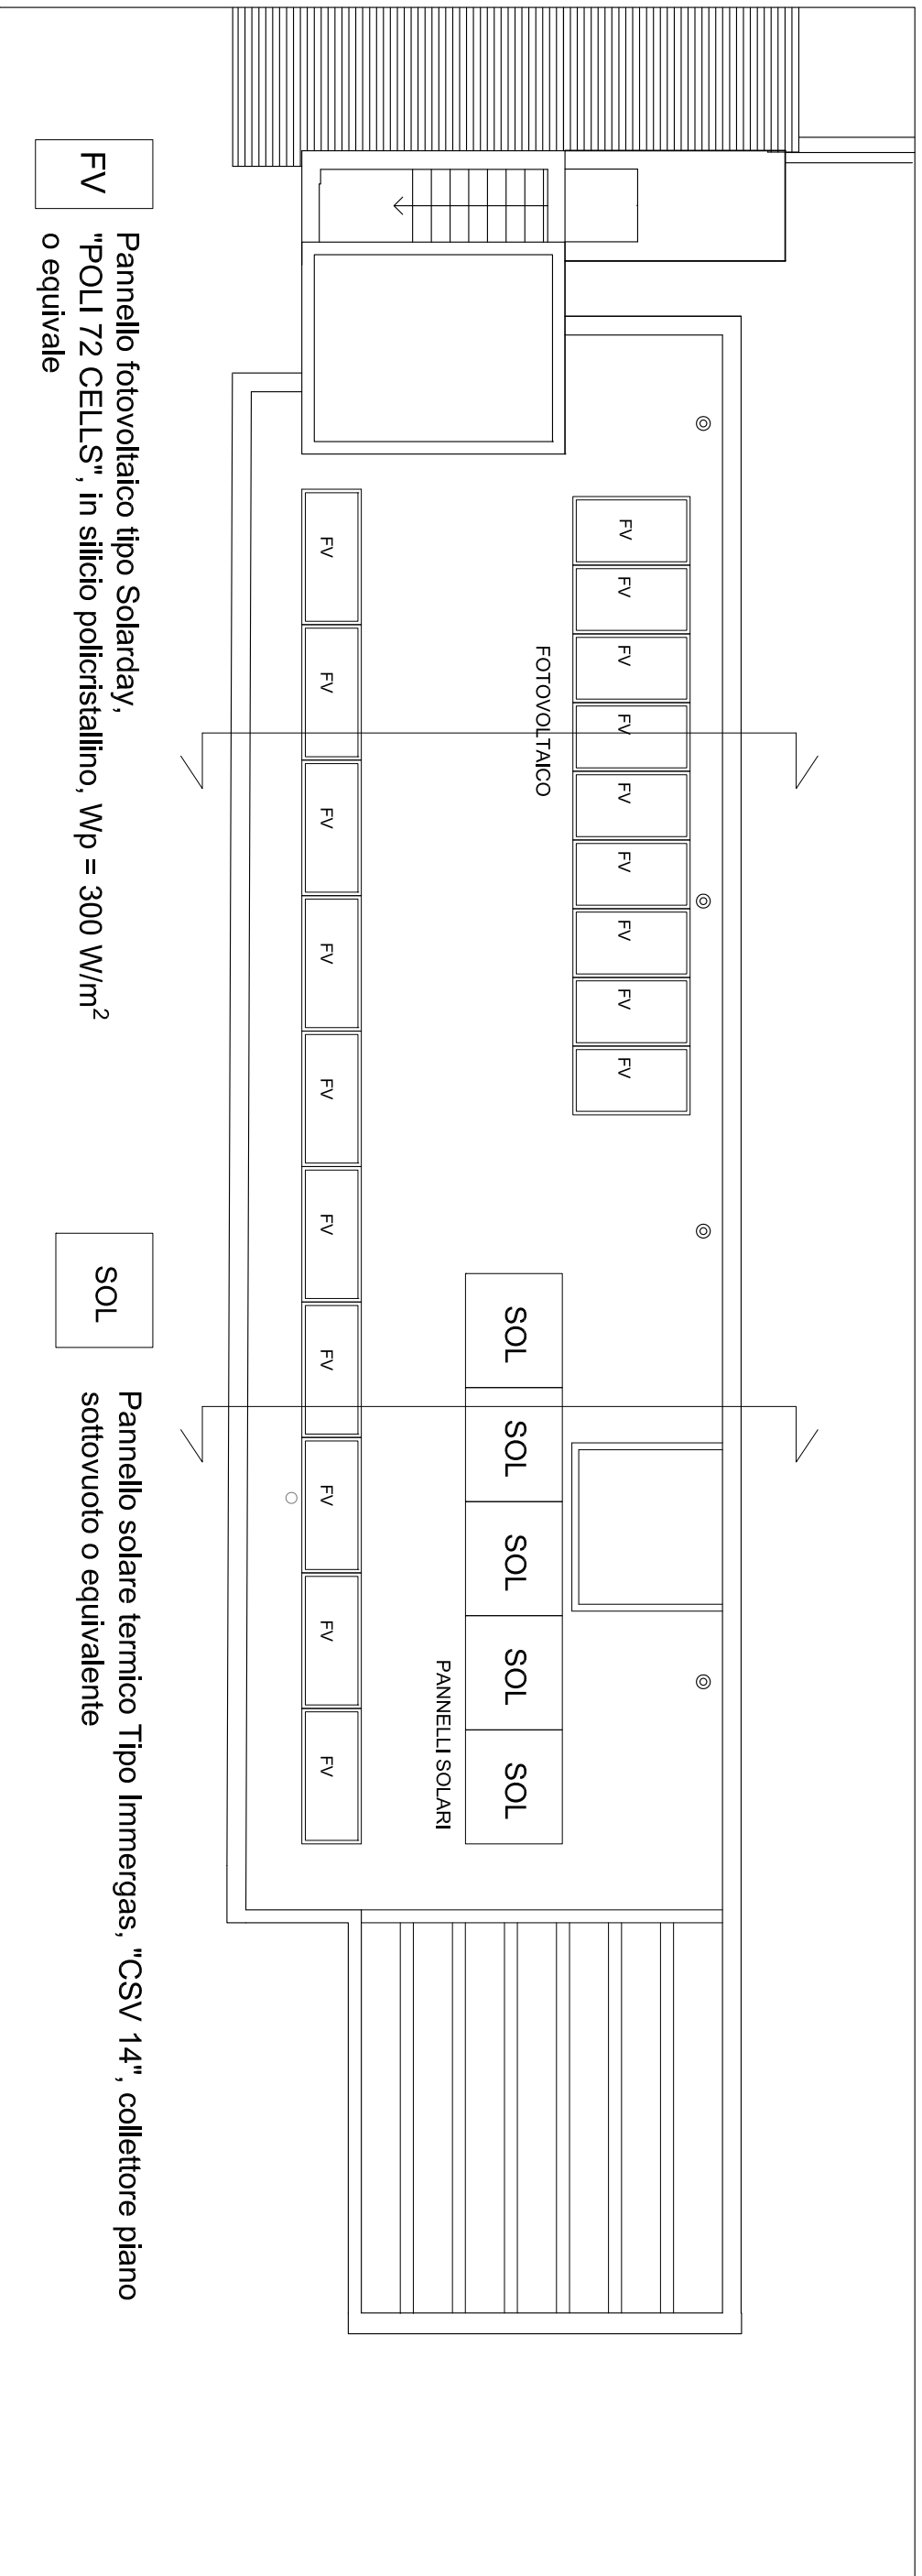 FV
FV
FV
FV
FV
FV
FV
FV
FV
FOTOVOLTAICO
SOL
SOL
SOL
SOL
SOL
PANNELLI SOLARI
FV
FV
FV
FV
FV
FV
FV
FV
FV
FV
FV
Pannello fotovoltaico tipo Solarday,
"POLI 72 CELLS", in silicio policristallino, Wp = 300 W/m²
o equivale
SOL
Pannello solare termico Tipo Immergas, "CSV 14", collettore piano
sottovuoto o equivalente